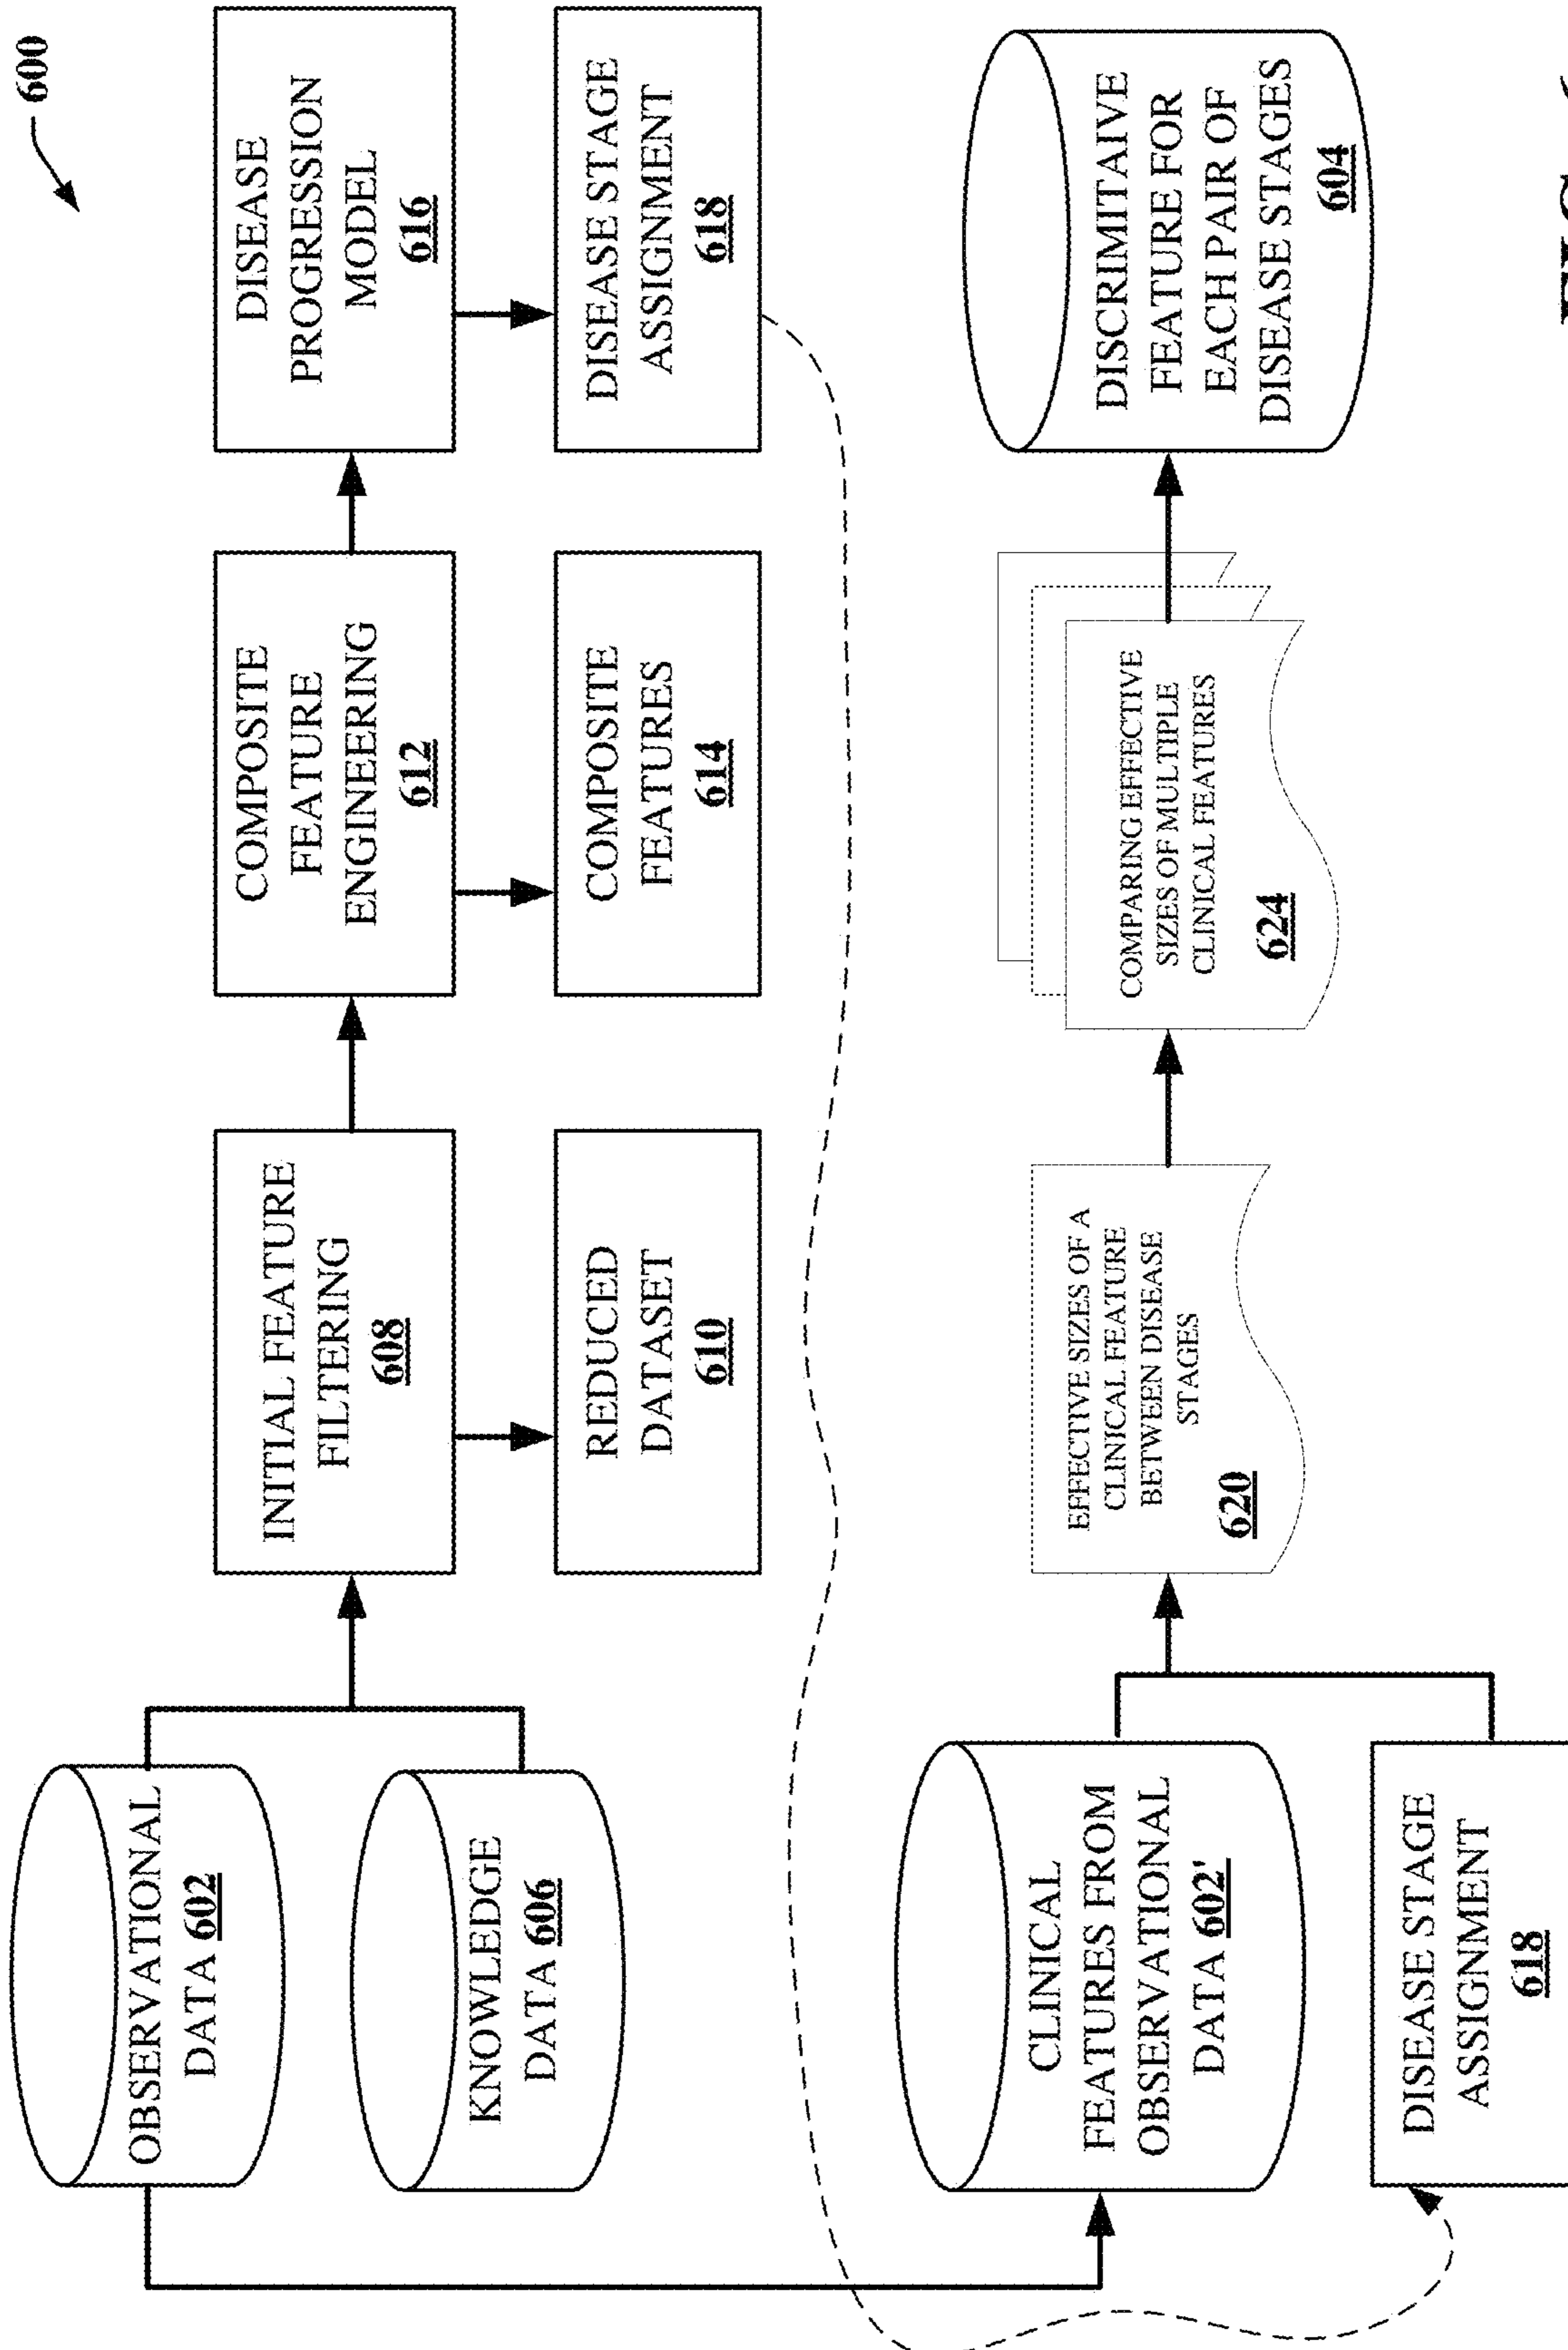 600
OBSERVATIONAL
DATA 602
KNOWLEDGE
DATA 606
INITIAL FEATURE
FILTERING
608
REDUCED
DATASET
610
COMPOSITE
FEATURE
ENGINEERING
612
COMPOSITE
FEATURES
614
DISEASE
PROGRESSION
MODEL
616
DISEASE STAGE
ASSIGNMENT
618
CLINICAL
FEATURES FROM
OBSERVATIONAL
DATA 602'
DISEASE STAGE
ASSIGNMENT
618
EFFECTIVE SIZES OF A
CLINICAL FEATURE
BETWEEN DISEASE
STAGES
620
COMPARING EFFECTIVE
SIZES OF MULTIPLE
CLINICAL FEATURES
624
DISCRIMITAIVE
FEATURE FOR
EACH PAIR OF
DISEASE STAGES
604